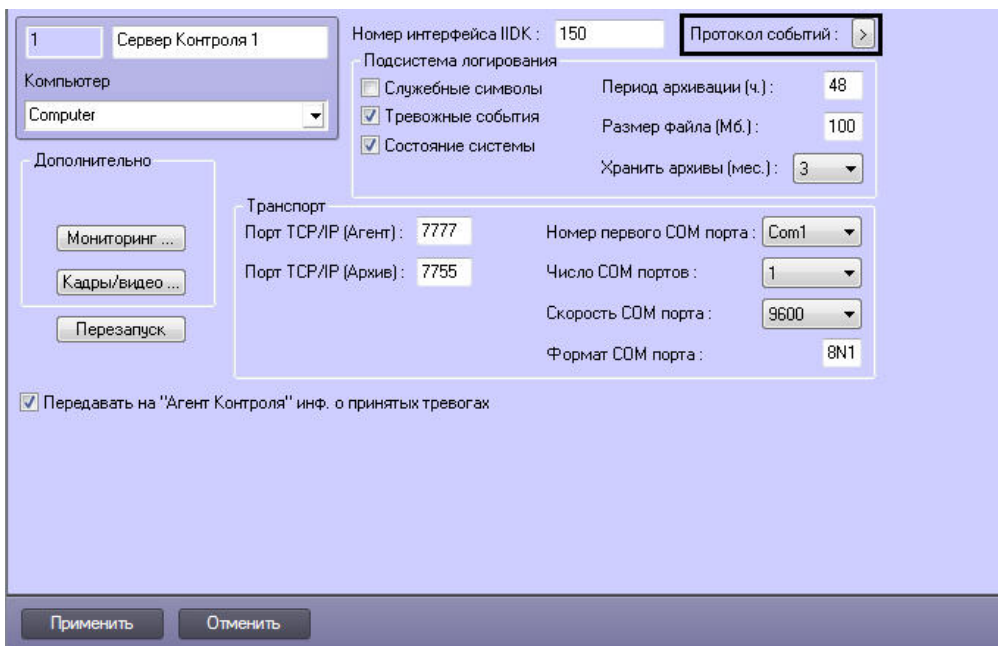 1
Сервер Контроля 1
Компьютер
Computer
Номер интерфейса IIDK :
150
Протокол событий :
>
Подсистема логирования
Служебные символы
Тревожные события
Состояние системы
Период архивации (ч.) :
48
Размер файла (Мб.) :
100
Хранить архивы (мес.) :
3
Дополнительно
Мониторинг ...
Кадры/видео ...
Перезапуск
Транспорт
Порт TCP/IP (Агент) :
7777
Порт TCP/IP (Архив) :
7755
Номер первого COM порта :
Com1
Число COM портов :
1
Скорость COM порта :
9600
Формат COM порта :
8N1
Передавать на "Агент Контроля" инф. о принятых тревогах
Применить
Отменить